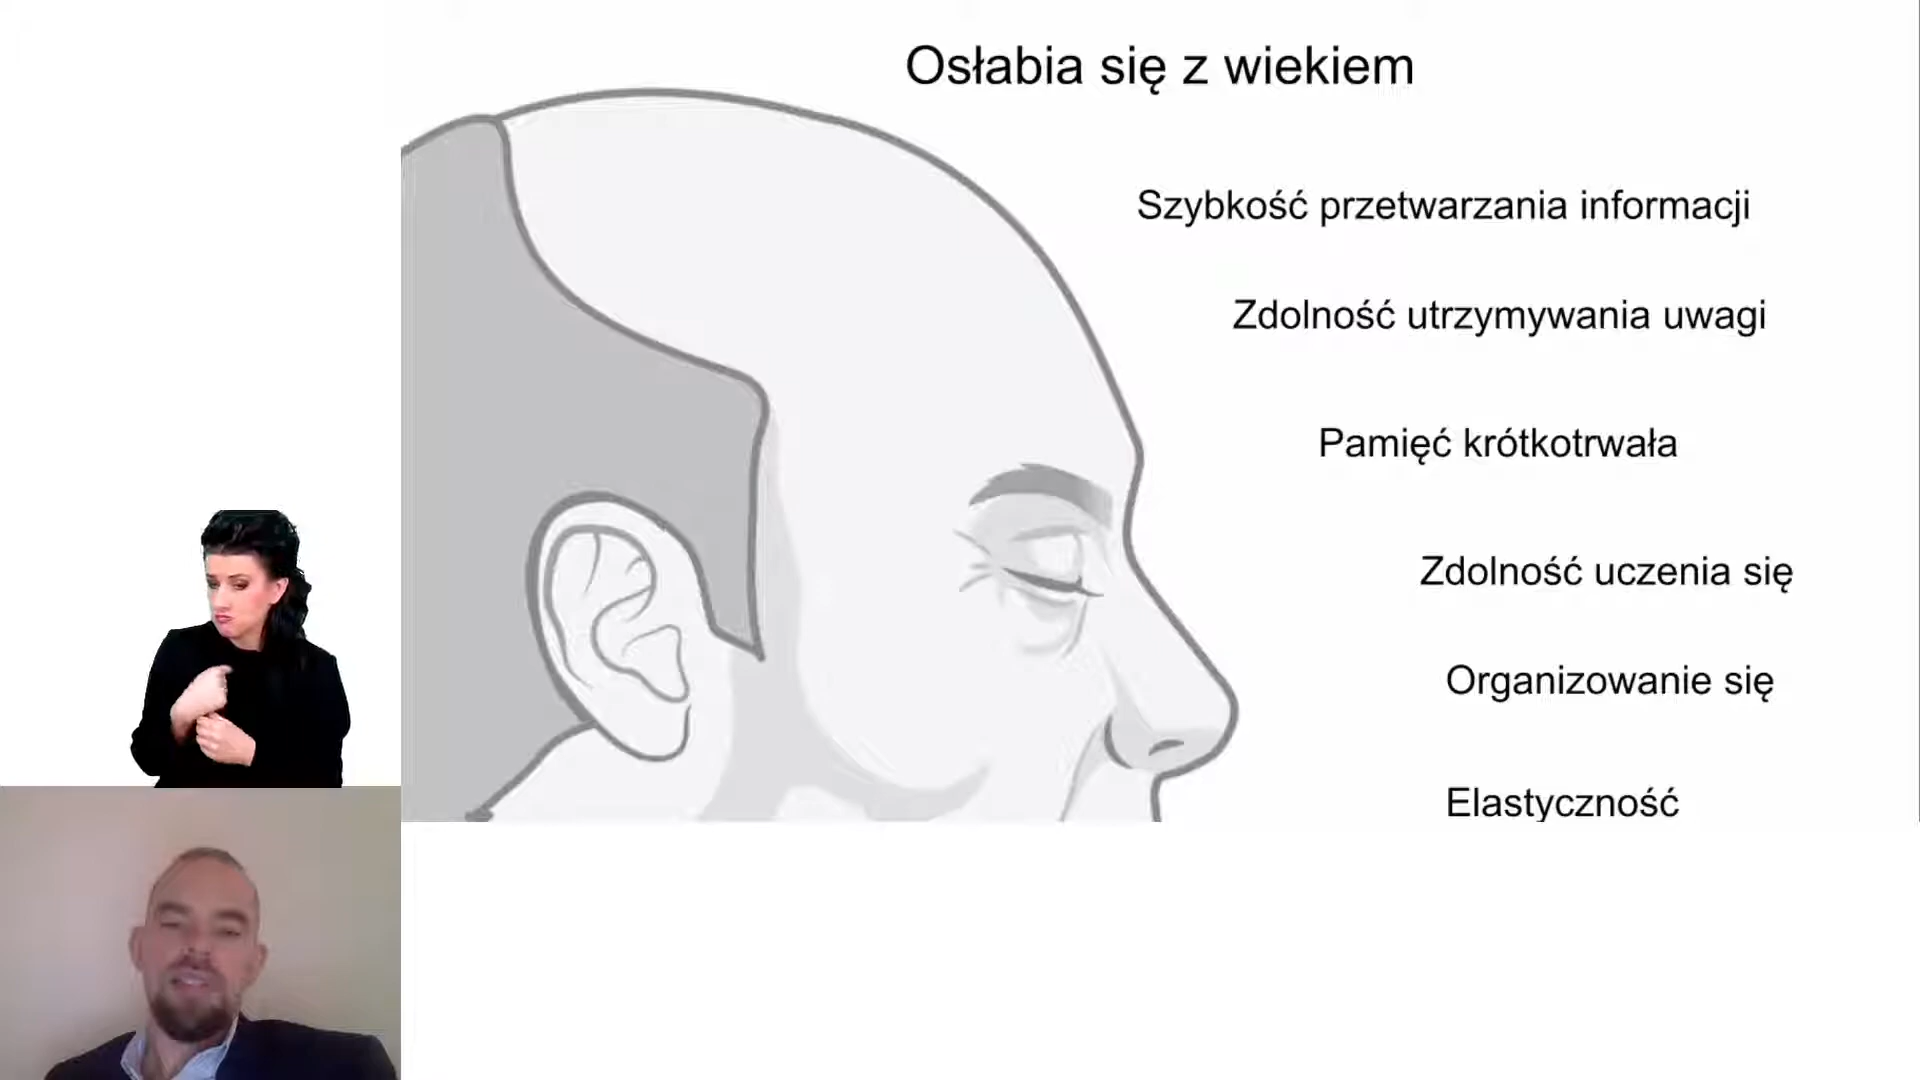 Osłabia się z wiekiem
Szybkość przetwarzania informacji
Zdolność utrzymywania uwagi
Pamięć krótkotrwała
Zdolność uczenia się
Organizowanie się
Elastyczność